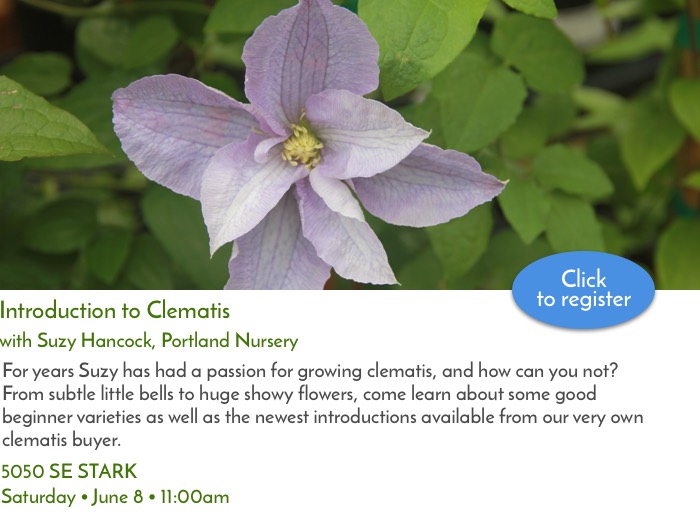 Click
to register
Introduction to Clematis
with Suzy Hancock, Portland Nursery
For years Suzy has had a passion for growing clematis, and how can you not?
From subtle little bells to huge showy flowers, come learn about some good
beginner varieties as well as the newest introductions available from our very own
clematis buyer.
5050 SE STARK
Saturday • June 8 • 11:00am